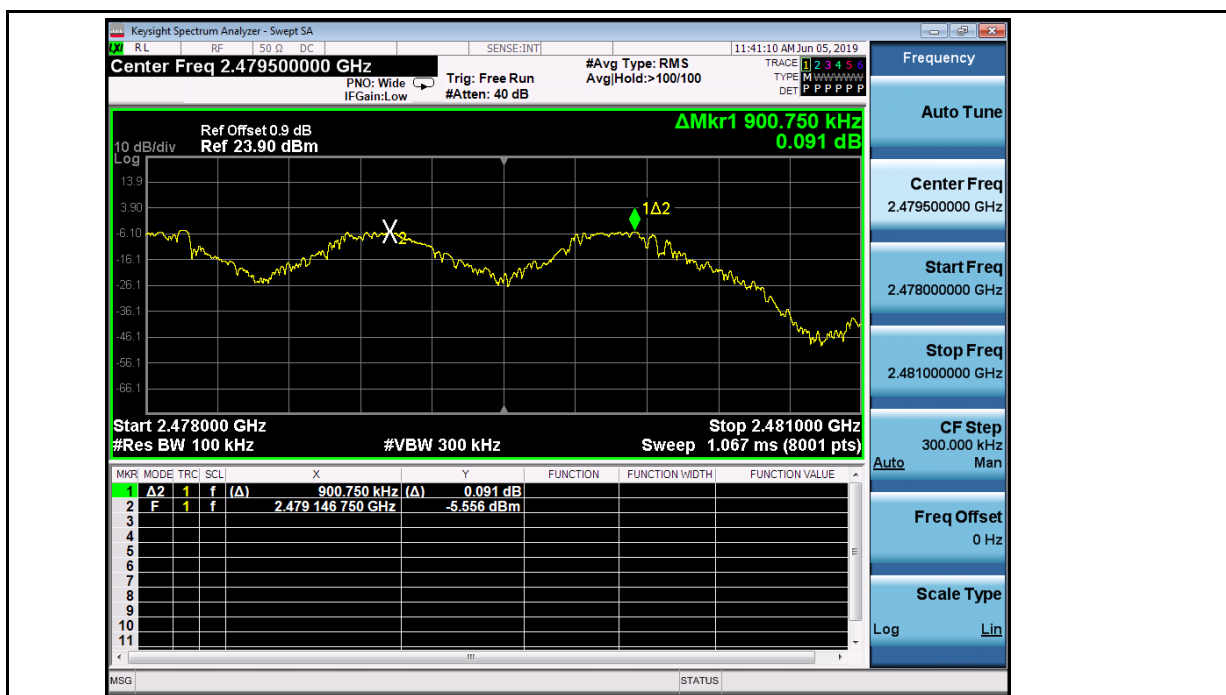 Keysight Spectrum Analyzer - Swept SA
LXI RL RF 50 Ω DC SENSE:INT 11:41:10 AM Jun 05, 2019
Center Freq 2.479500000 GHz
PNO: Wide
IFGain:Low
Trig: Free Run
#Atten: 40 dB
#Avg Type: RMS
Avg|Hold:>100/100
TRACE 1 2 3 4 5 6
TYPE M W W W W W
DET P P P P P P
Ref Offset 0.9 dB
10 dB/div Ref 23.90 dBm
Log
ΔMkr1 900.750 kHz
0.091 dB
13.9
3.90
-6.10
-16.1
-26.1
-36.1
-46.1
-56.1
-66.1
X2
1Δ2
Start 2.478000 GHz Stop 2.481000 GHz
#Res BW 100 kHz #VBW 300 kHz Sweep 1.067 ms (8001 pts)
MKR MODE TRC SCL X Y FUNCTION FUNCTION WIDTH FUNCTION VALUE
1 Δ2 1 f (Δ) 900.750 kHz (Δ) 0.091 dB
2 F 1 f 2.479 146 750 GHz -5.556 dBm
3
4
5
6
7
8
9
10
11
MSG STATUS
Frequency
Auto Tune
Center Freq
2.479500000 GHz
Start Freq
2.478000000 GHz
Stop Freq
2.481000000 GHz
CF Step
300.000 kHz
Auto Man
Freq Offset
0 Hz
Scale Type
Log Lin